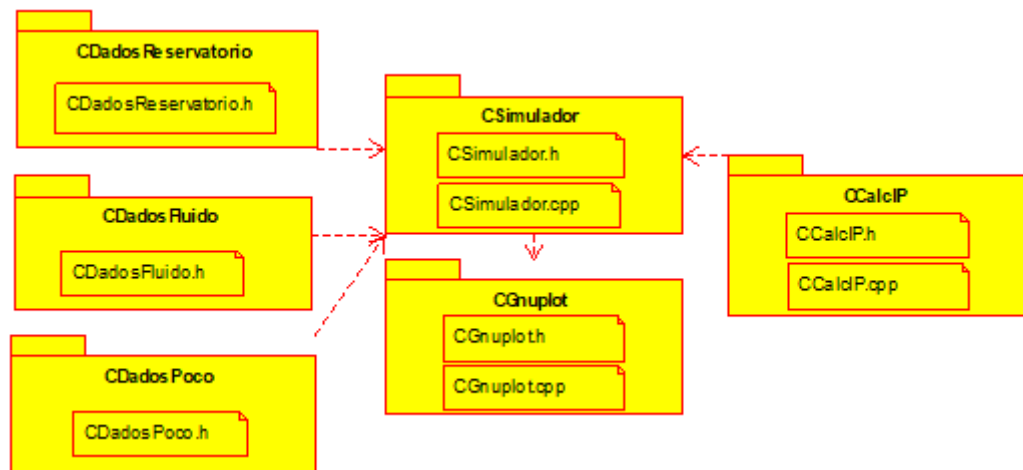 CDadosReservatorio
CDadosReservatorio.h
CDadosFluido
CDadosFluido.h
CDadosPoco
CDadosPoco.h
CSimulador
CSimulador.h
CSimulador.cpp
CGnuplot
CGnuplot.h
CGnuplot.cpp
CCalcIP
CCalcIP.h
CCalcIP.cpp